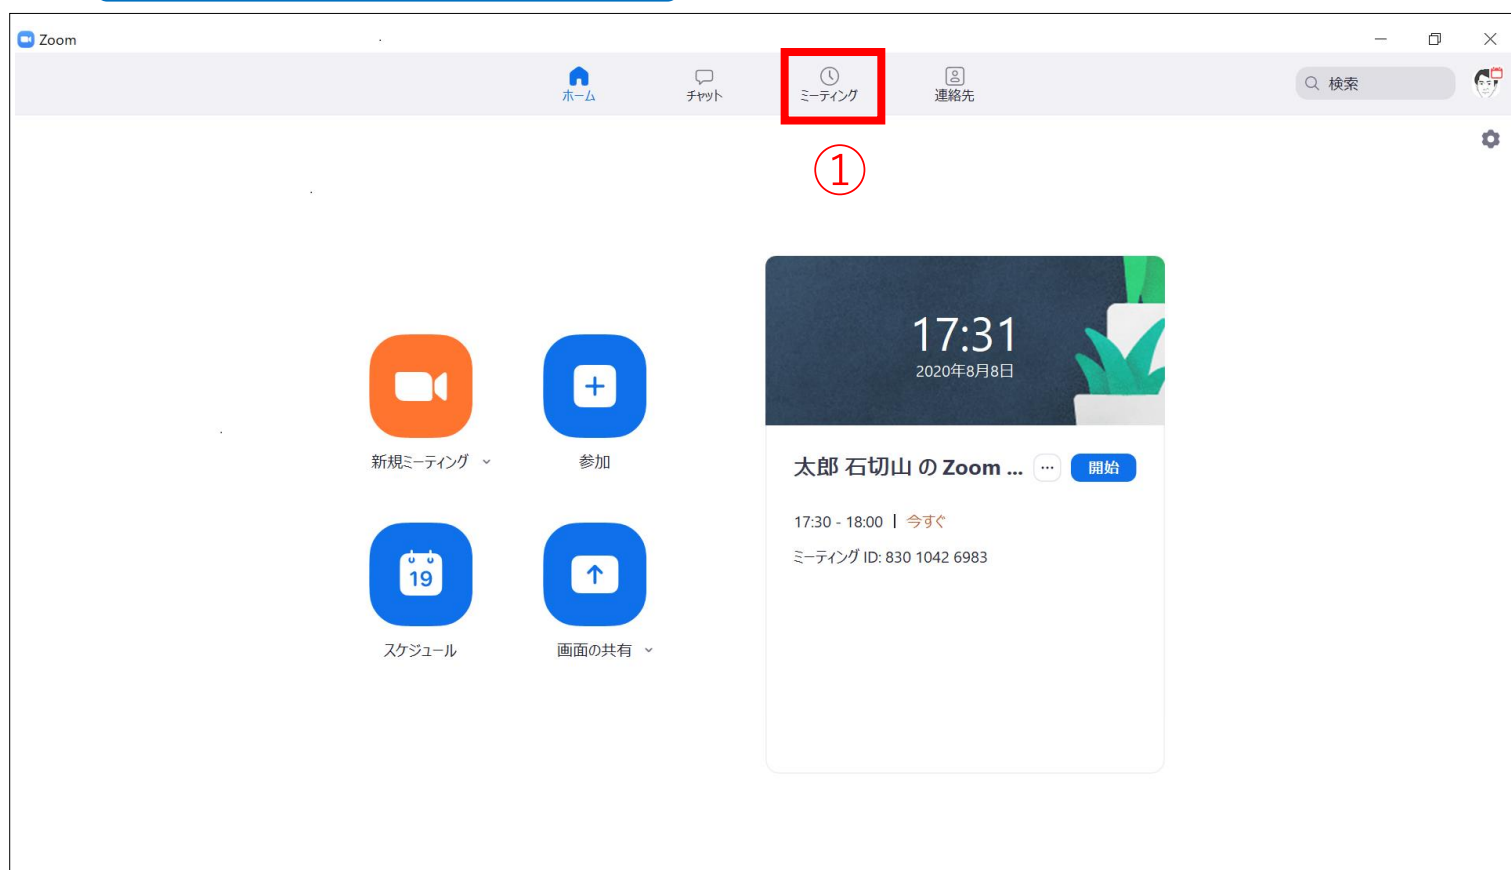 Zoom
ホーム
チャット
ミーティング
連絡先
検索
①
17:31
2020年8月8日
新規ミーティング
参加
太郎 石切山 の Zoom ...
開始
17:30 - 18:00 | 今すぐ
ミーティング ID: 830 1042 6983
19
スケジュール
画面の共有